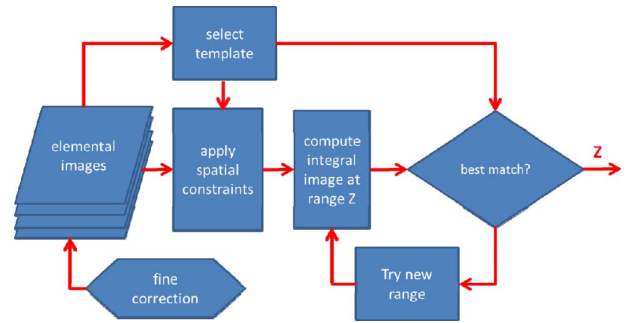 select
template
elemental
images
apply
spatial
constraints
compute
integral
image at
range Z
best match?
Z
fine
correction
Try new
range